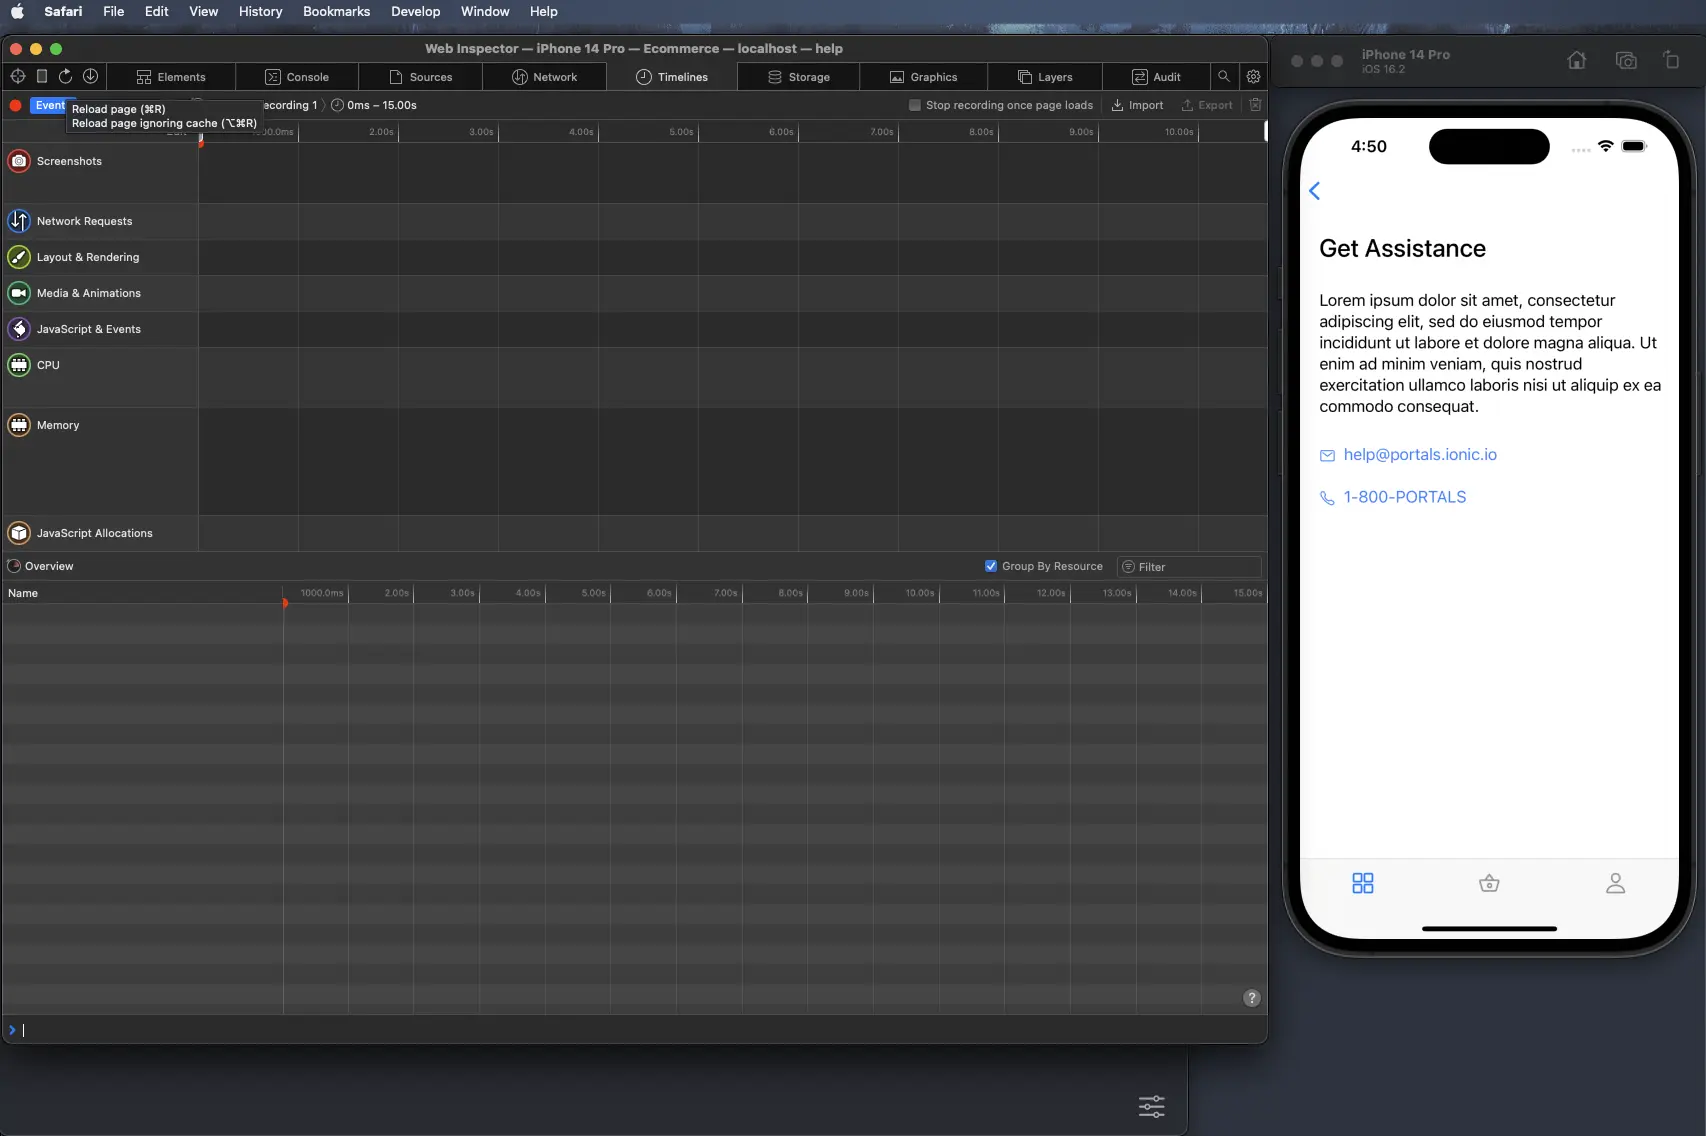 Safari File Edit View History Bookmarks Develop Window Help
Web Inspector — iPhone 14 Pro — Ecommerce — localhost — help
Elements Console Sources Network Timelines Storage Graphics Layers Audit
Event ecording 1 0ms – 15.00s Stop recording once page loads Import Export
Reload page (⌘R)
Reload page ignoring cache (⌥⌘R)
2.00s 3.00s 4.00s 5.00s 6.00s 7.00s 8.00s 9.00s 10.00s
Screenshots
Network Requests
Layout & Rendering
Media & Animations
JavaScript & Events
CPU
Memory
JavaScript Allocations
Overview Group By Resource Filter
Name 1000.0ms 2.00s 3.00s 4.00s 5.00s 6.00s 7.00s 8.00s 9.00s 10.00s 11.00s 12.00s 13.00s 14.00s 15.00s
?
iPhone 14 Pro
iOS 16.2
4:50
Get Assistance
Lorem ipsum dolor sit amet, consectetur
adipiscing elit, sed do eiusmod tempor
incididunt ut labore et dolore magna aliqua. Ut
enim ad minim veniam, quis nostrud
exercitation ullamco laboris nisi ut aliquip ex ea
commodo consequat.
help@portals.ionic.io
1-800-PORTALS